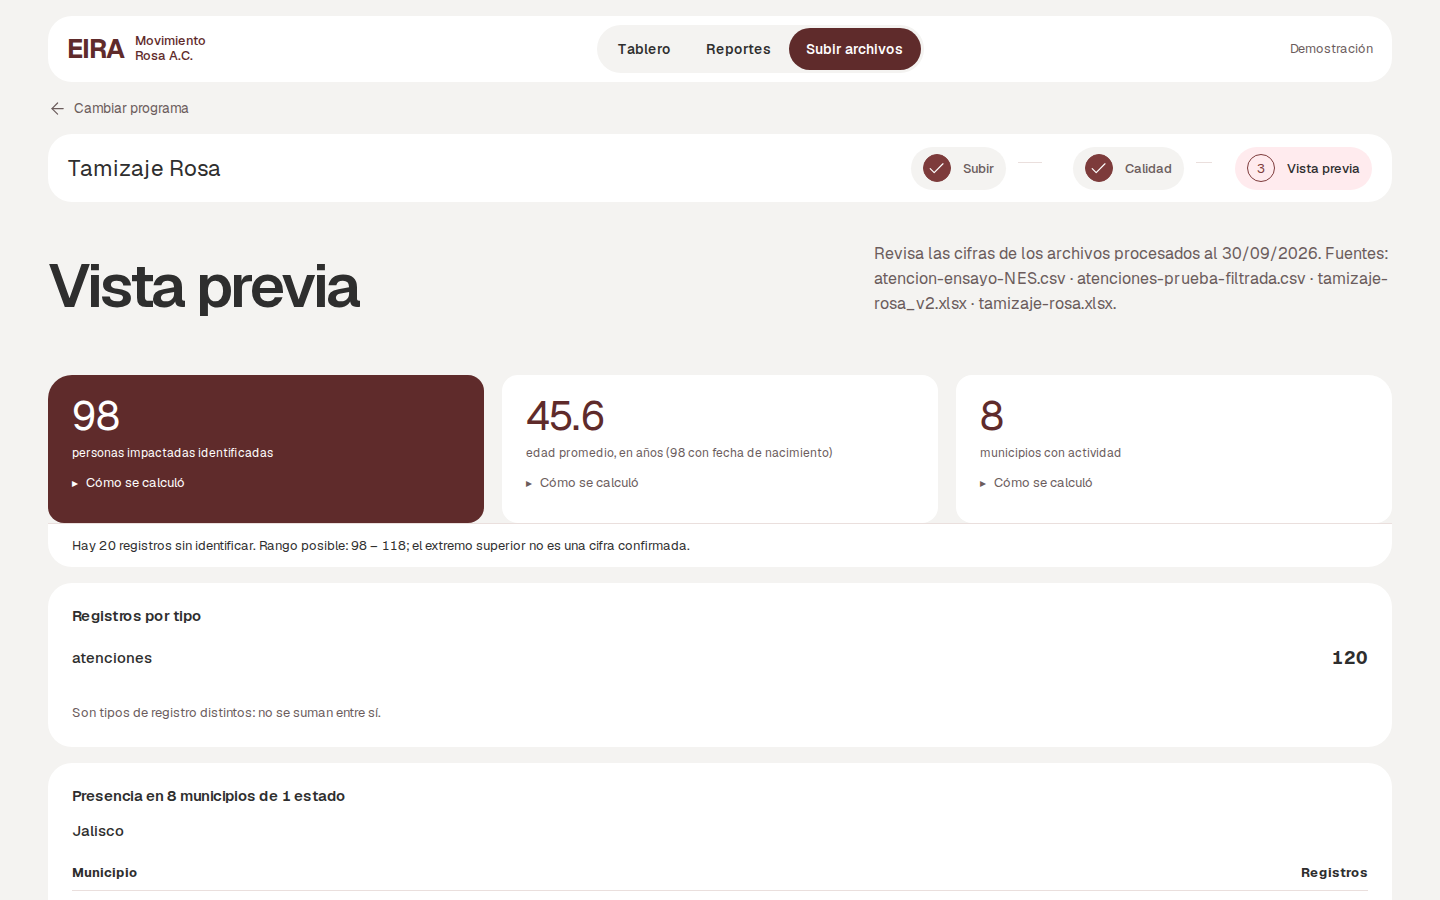 EIRA
Movimiento
Rosa A.C.
Tablero
Reportes
Subir archivos
Demostración
Cambiar programa
Tamizaje Rosa
Subir
Calidad
3
Vista previa
Vista previa
Revisa las cifras de los archivos procesados al 30/09/2026. Fuentes:
atencion-ensayo-NES.csv · atenciones-prueba-filtrada.csv · tamizaje-
rosa_v2.xlsx · tamizaje-rosa.xlsx.
98
personas impactadas identificadas
▸ Cómo se calculó
45.6
edad promedio, en años (98 con fecha de nacimiento)
▸ Cómo se calculó
8
municipios con actividad
▸ Cómo se calculó
Hay 20 registros sin identificar. Rango posible: 98 – 118; el extremo superior no es una cifra confirmada.
Registros por tipo
atenciones
120
Son tipos de registro distintos: no se suman entre sí.
Presencia en 8 municipios de 1 estado
Jalisco
Municipio
Registros